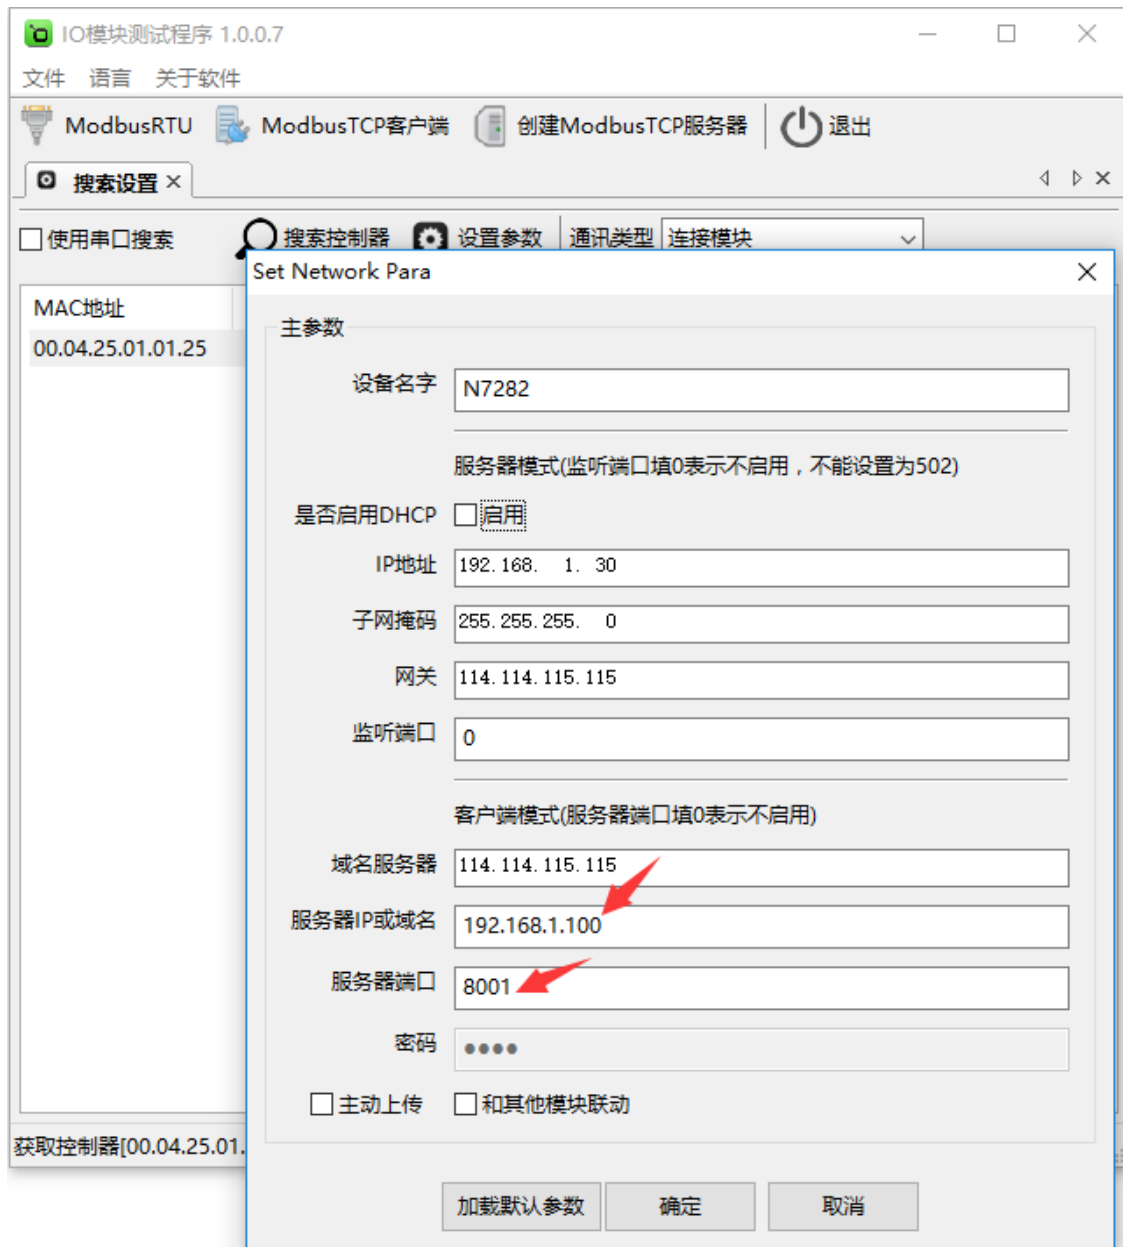 IO模块测试程序 1.0.0.7
文件 语言 关于软件
ModbusRTU ModbusTCP客户端 创建ModbusTCP服务器 退出
搜索设置
使用串口搜索 搜索控制器 设置参数 通讯类型 连接模块
Set Network Para
MAC地址
00.04.25.01.01.25
主参数
设备名字 N7282
服务器模式(监听端口填0表示不启用，不能设置为502)
是否启用DHCP 启用
IP地址 192.168. 1. 30
子网掩码 255.255.255. 0
网关 114.114.115.115
监听端口 0
客户端模式(服务器端口填0表示不启用)
域名服务器 114.114.115.115
服务器IP或域名 192.168.1.100
服务器端口 8001
密码 ●●●●
主动上传 和其他模块联动
获取控制器[00.04.25.01.
加载默认参数 确定 取消